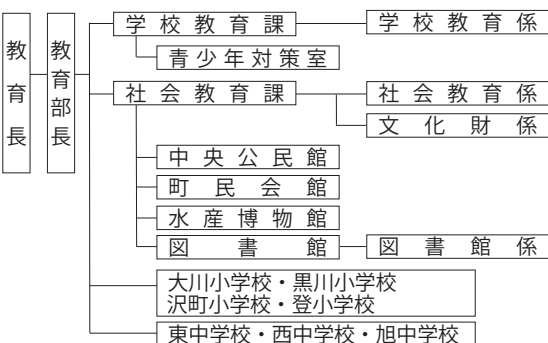 教育長
教育部長
学校教育課
学校教育係
青少年対策室
社会教育課
社会教育係
文化財係
中央公民館
町民会館
水産博物館
図書館
図書館係
大川小学校・黒川小学校
沢町小学校・登小学校
東中学校・西中学校・旭中学校